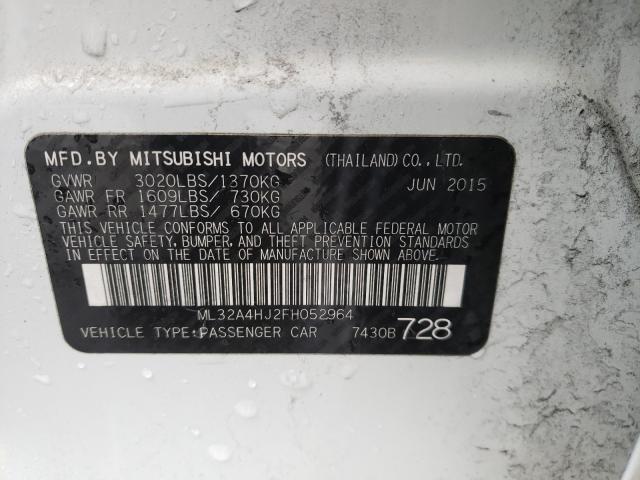 MFD.BY MITSUBISHI MOTORS (THAILAND) CO., LTD.
GVWR 3020LBS/1370KG JUN 2015
GAWR FR 1609LBS/ 730KG
GAWR RR 1477LBS/ 670KG
THIS VEHICLE CONFORMS TO ALL APPLICABLE FEDERAL MOTOR
VEHICLE SAFETY, BUMPER, AND THEFT PREVENTION STANDARDS
IN EFFECT ON THE DATE OF MANUFACTURE SHOWN ABOVE.
ML32A4HJ2FH052964
VEHICLE TYPE:PASSENGER CAR 7430B 728